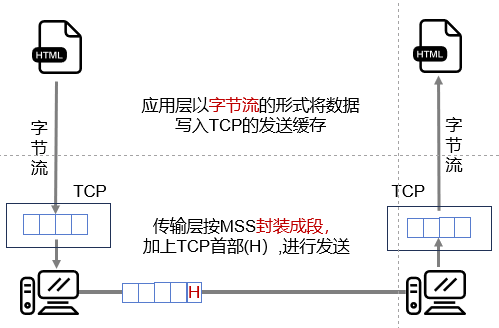 HTML
HTML
应用层以字节流的形式将数据
写入TCP的发送缓存
字节流
字节流
TCP
TCP
传输层按MSS封装成段，
加上TCP首部(H）,进行发送
H